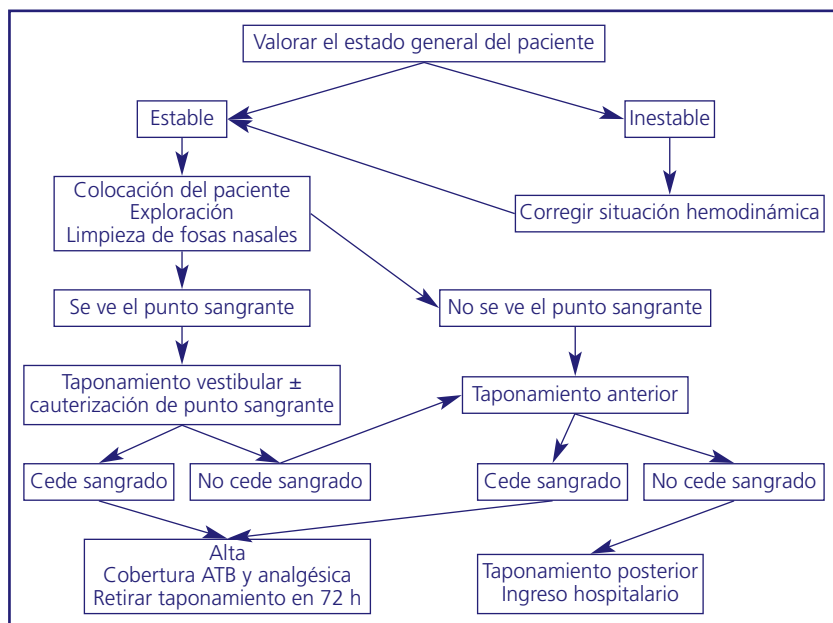 Valorar el estado general del paciente
Estable
Inestable
Colocación del paciente
Exploración
Limpieza de fosas nasales
Corregir situación hemodinámica
Se ve el punto sangrante
No se ve el punto sangrante
Taponamiento vestibular ±
cauterización de punto sangrante
Taponamiento anterior
Cede sangrado
No cede sangrado
Cede sangrado
No cede sangrado
Alta
Cobertura ATB y analgésica
Retirar taponamiento en 72 h
Taponamiento posterior
Ingreso hospitalario